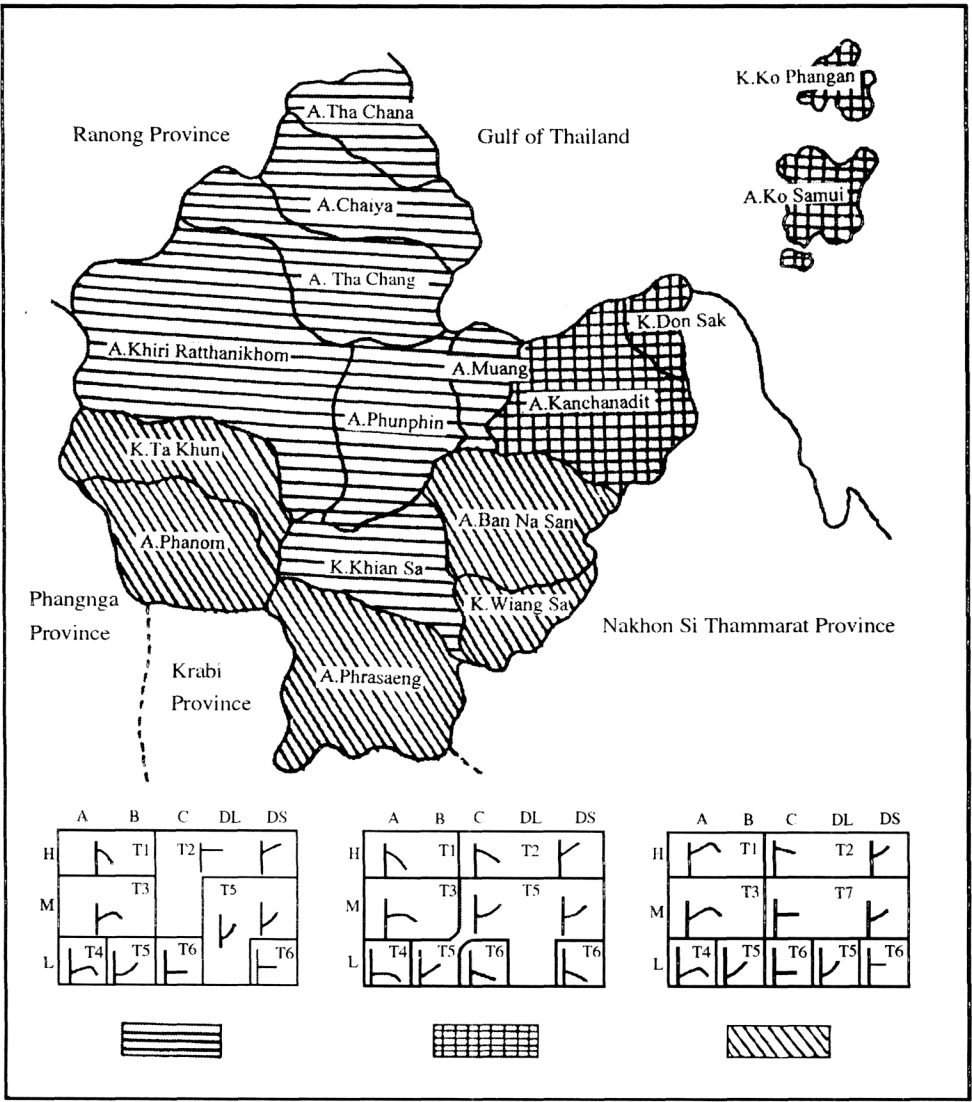 K.Ko Phangan
A.Tha Chana
Ranong Province
Gulf of Thailand
A.Chaiya
A.Ko Samui
A. Tha Chang
K.Don Sak
A.Khiri Ratthanikhom
A.Muang
A.Kanchanadit
A.Phunphin
K.Ta Khun
A.Ban Na San
A.Phanom
K.Khian Sa
Phangnga
Province
K.Wiang Sa
Nakhon Si Thammarat Province
Krabi
Province
A.Phrasaeng
A B C DL DS
H T1 T2
M T3 T5
L T4 T5 T6 T6
A B C DL DS
H T1 T2
M T3 T5
L T4 T5 T6 T6
A B C DL DS
H T1 T2
M T3 T7
L T4 T5 T6 T5 T6